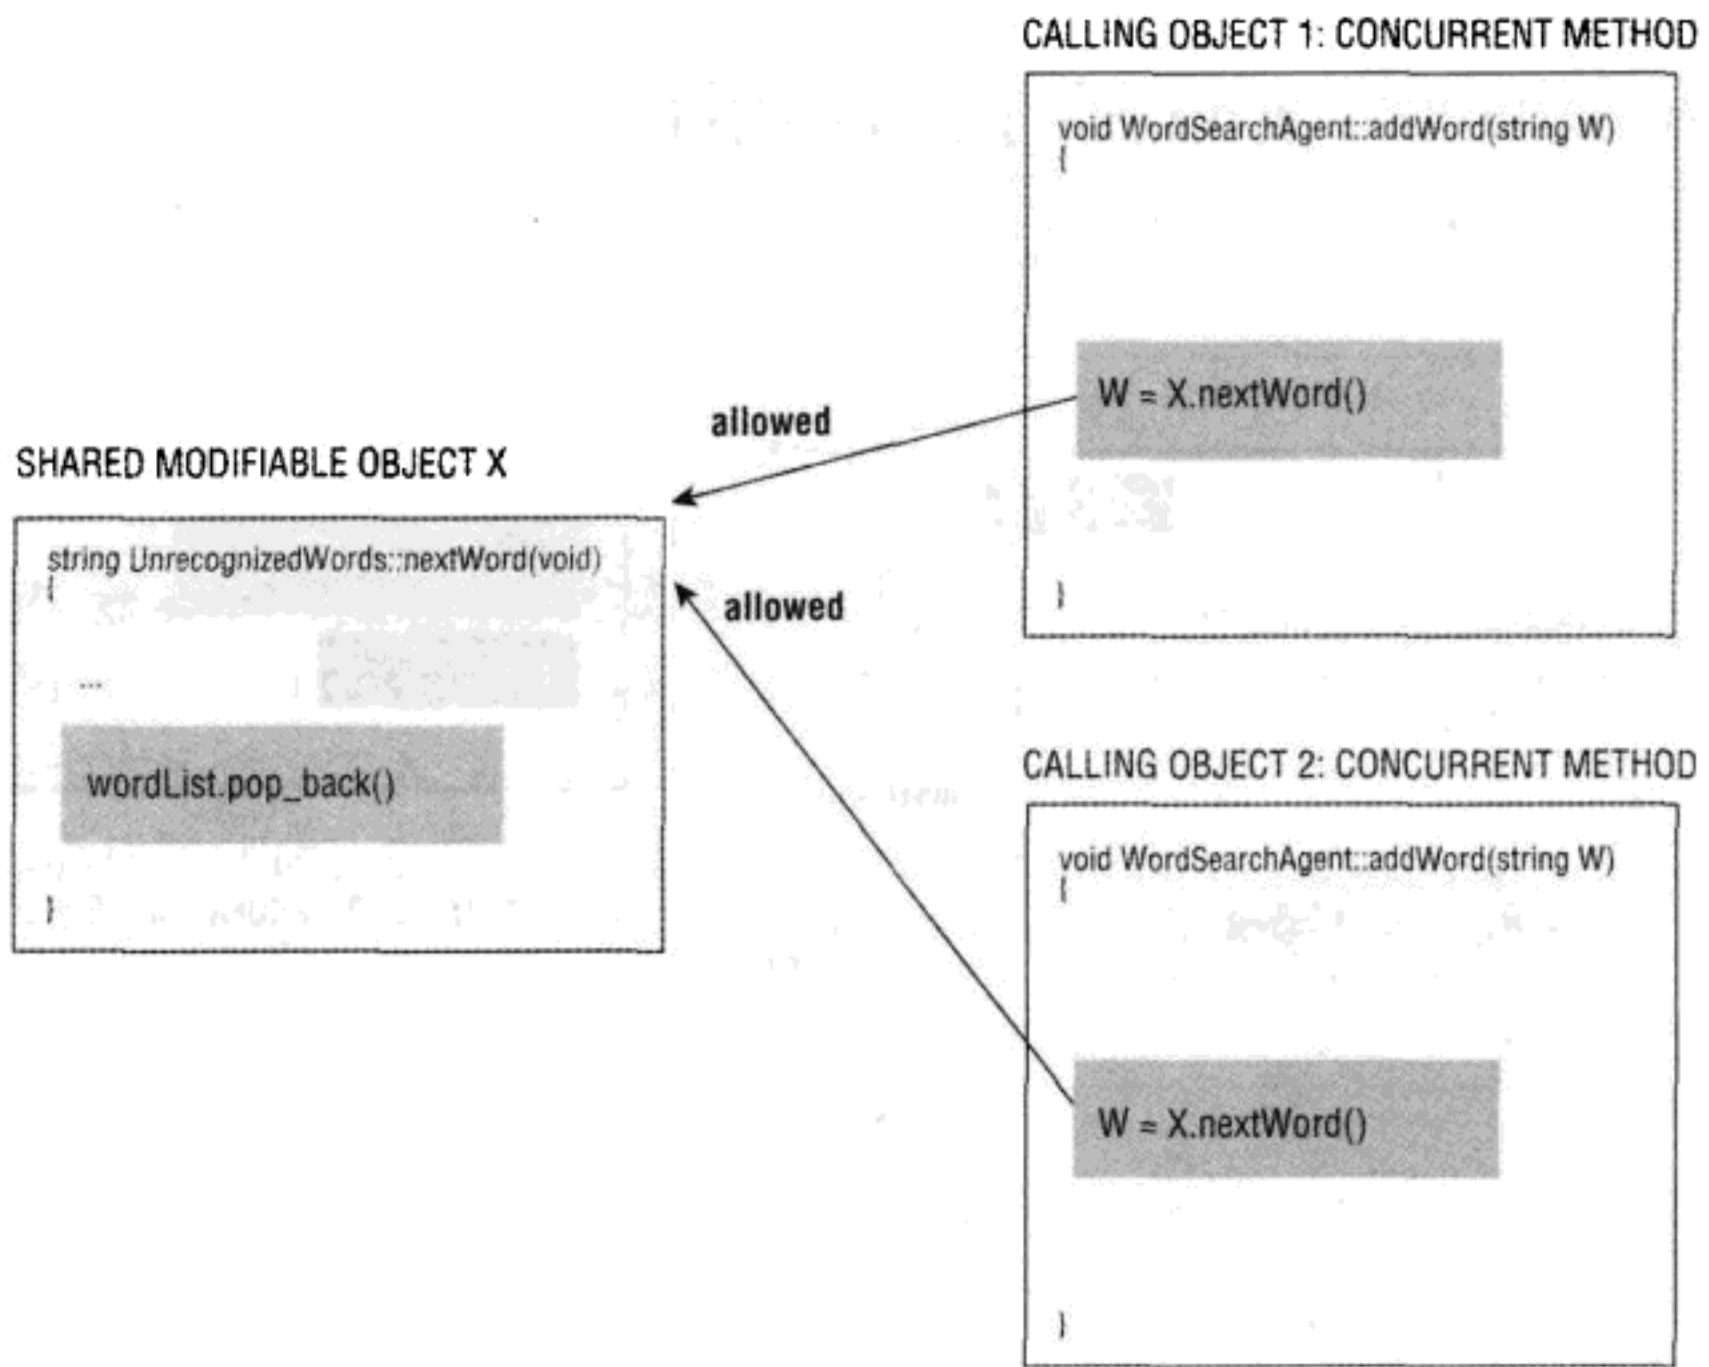 CALLING OBJECT 1: CONCURRENT METHOD
void WordSearchAgent::addWord(string W)
{
W = X.nextWord()
}
allowed
SHARED MODIFIABLE OBJECT X
string UnrecognizedWords::nextWord(void)
{
...
wordList.pop_back()
}
allowed
CALLING OBJECT 2: CONCURRENT METHOD
void WordSearchAgent::addWord(string W)
{
W = X.nextWord()
}